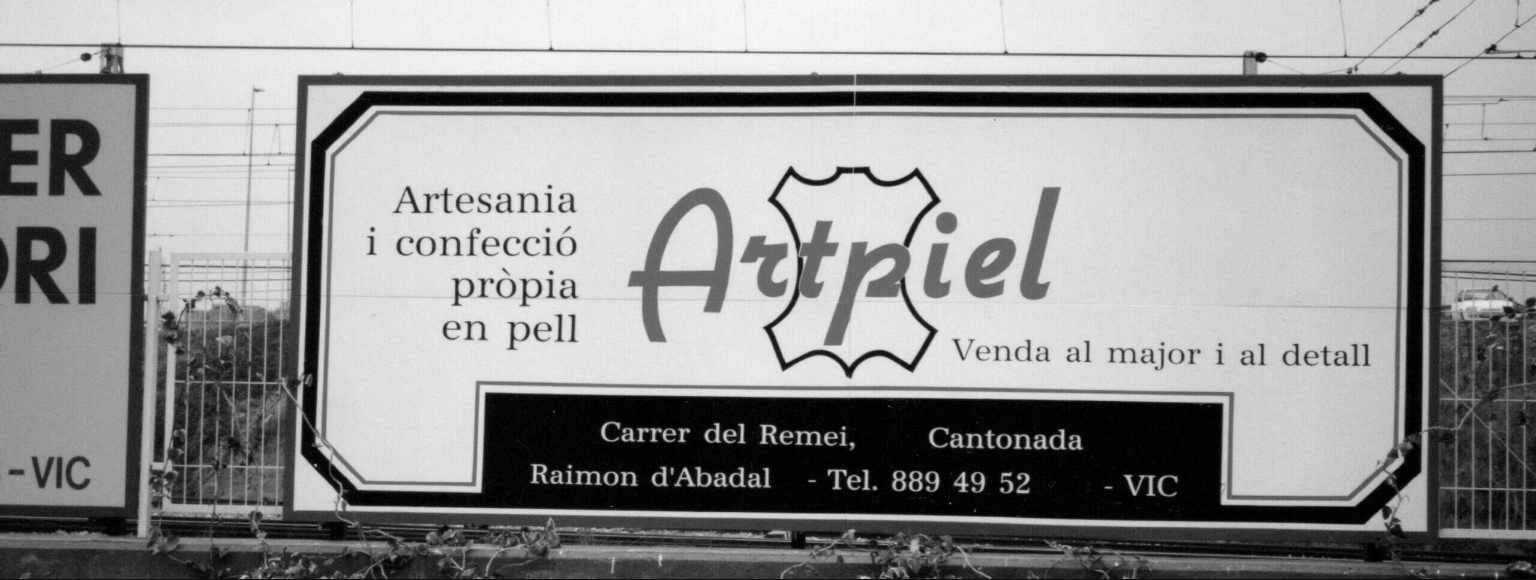 ER
ORI
- VIC
Artesania
i confecció
pròpia
en pell
Artpiel
Venda al major i al detall
Carrer del Remei, Cantonada
Raimon d'Abadal - Tel. 889 49 52 - VIC